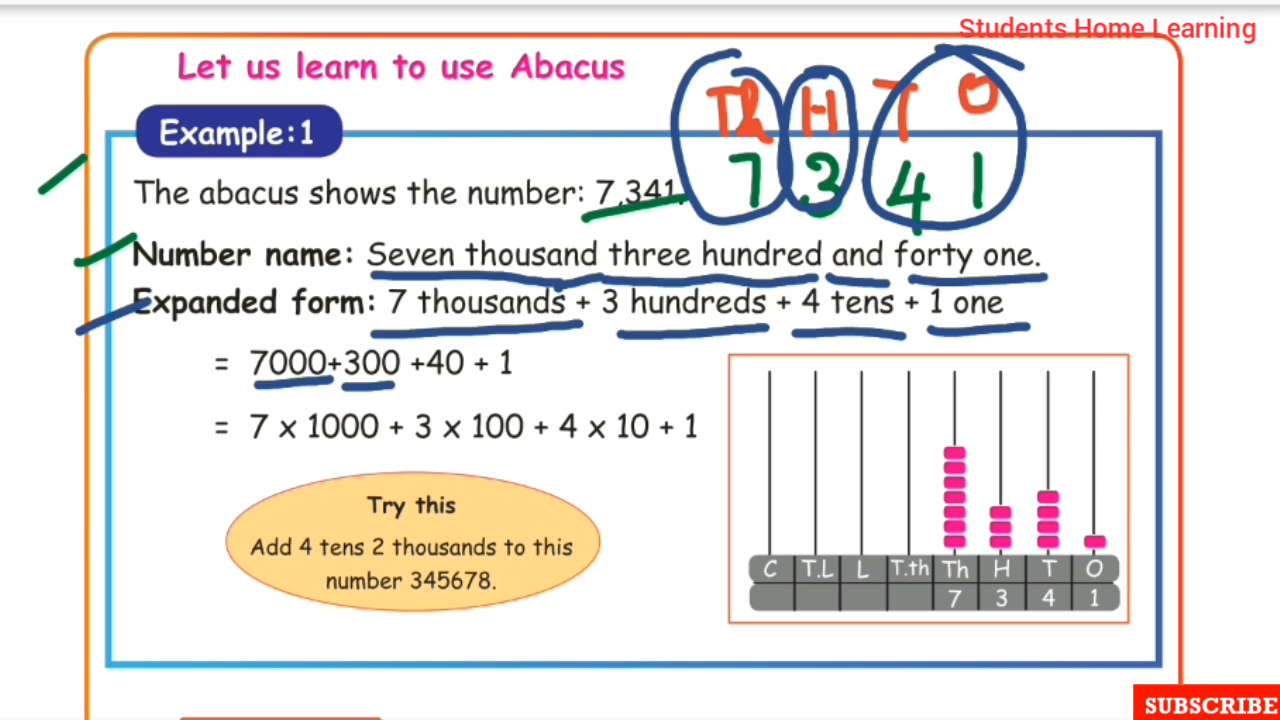 Students Home Learning
Let us learn to use Abacus
Th H T O
Example:1
7 3 4 1
The abacus shows the number: 7,341.
Number name: Seven thousand three hundred and forty one.
Expanded form: 7 thousands + 3 hundreds + 4 tens + 1 one
= 7000+300 +40 + 1
= 7 x 1000 + 3 x 100 + 4 x 10 + 1
Try this
Add 4 tens 2 thousands to this
number 345678.
C T.L L T.th Th H T O
7 3 4 1
SUBSCRIBE